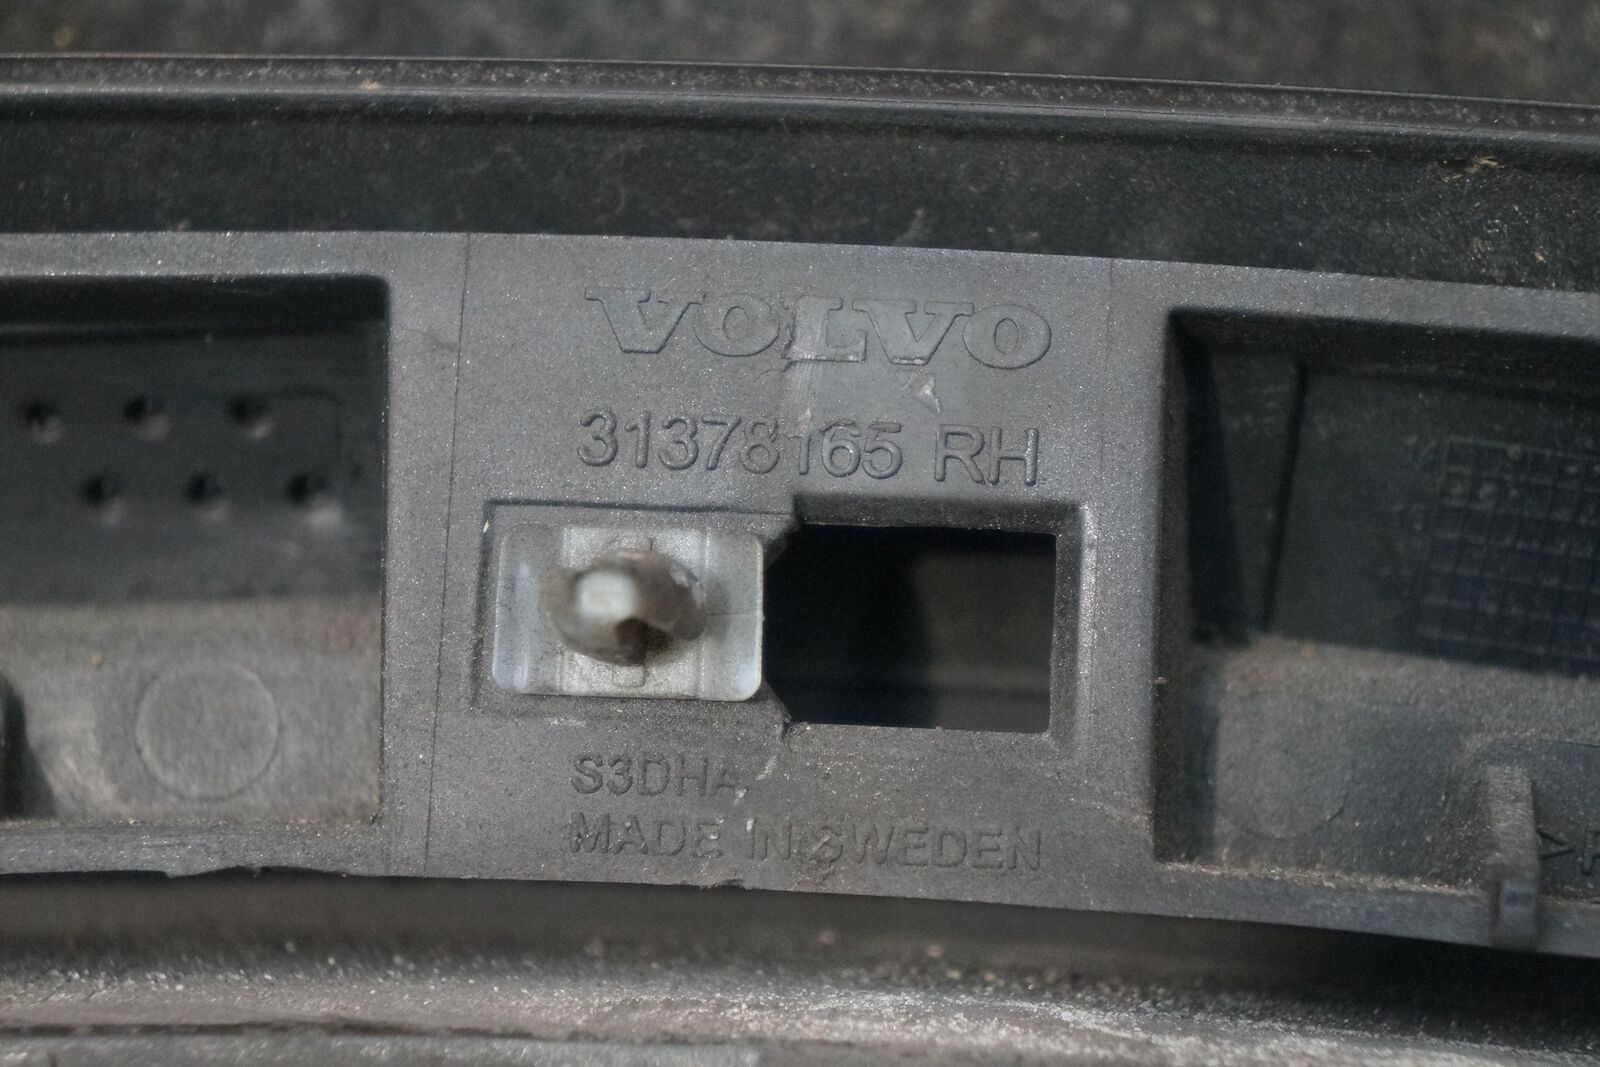 VOLVO
31378165 RH
S3DHA
MADE IN SWEDEN